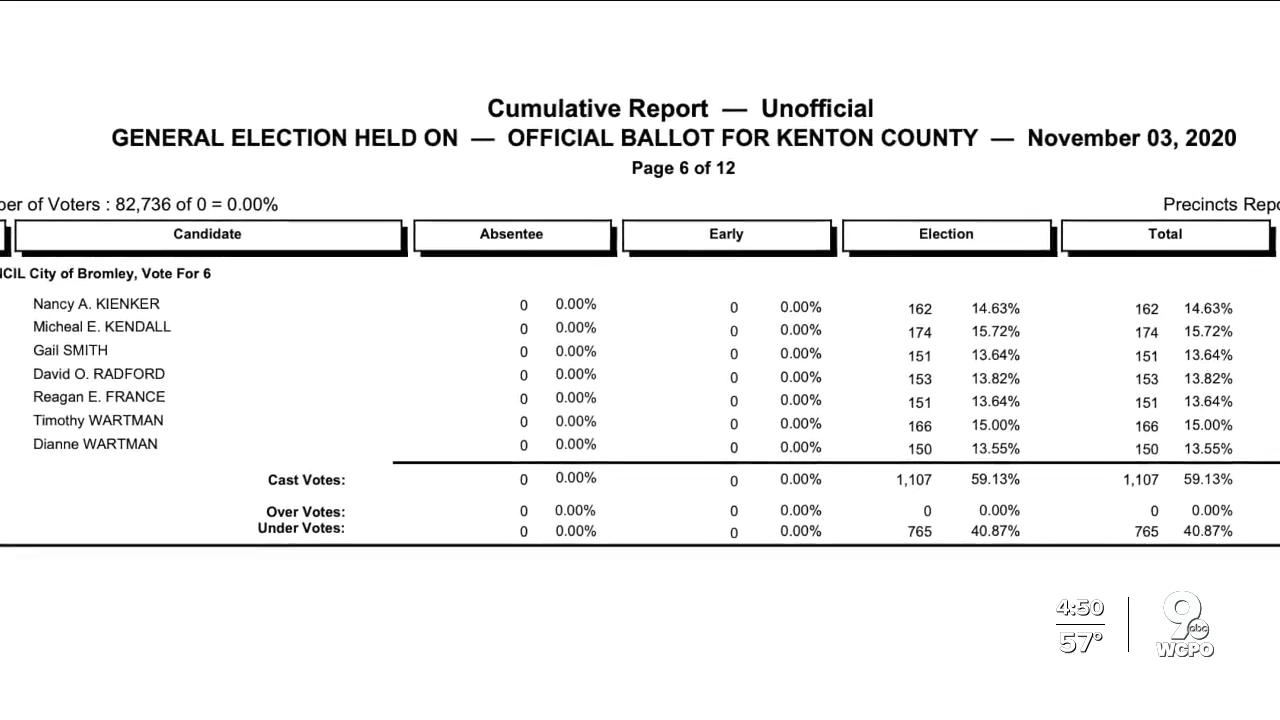 Cumulative Report — Unofficial
GENERAL ELECTION HELD ON — OFFICIAL BALLOT FOR KENTON COUNTY — November 03, 2020
Page 6 of 12
ber of Voters : 82,736 of 0 = 0.00% Precincts Repo
Candidate Absentee Early Election Total
NCIL City of Bromley, Vote For 6
Nancy A. KIENKER 0 0.00% 0 0.00% 162 14.63% 162 14.63%
Micheal E. KENDALL 0 0.00% 0 0.00% 174 15.72% 174 15.72%
Gail SMITH 0 0.00% 0 0.00% 151 13.64% 151 13.64%
David O. RADFORD 0 0.00% 0 0.00% 153 13.82% 153 13.82%
Reagan E. FRANCE 0 0.00% 0 0.00% 151 13.64% 151 13.64%
Timothy WARTMAN 0 0.00% 0 0.00% 166 15.00% 166 15.00%
Dianne WARTMAN 0 0.00% 0 0.00% 150 13.55% 150 13.55%
Cast Votes: 0 0.00% 0 0.00% 1,107 59.13% 1,107 59.13%
Over Votes: 0 0.00% 0 0.00% 0 0.00% 0 0.00%
Under Votes: 0 0.00% 0 0.00% 765 40.87% 765 40.87%
4:50
57°
9
abc
WCPO